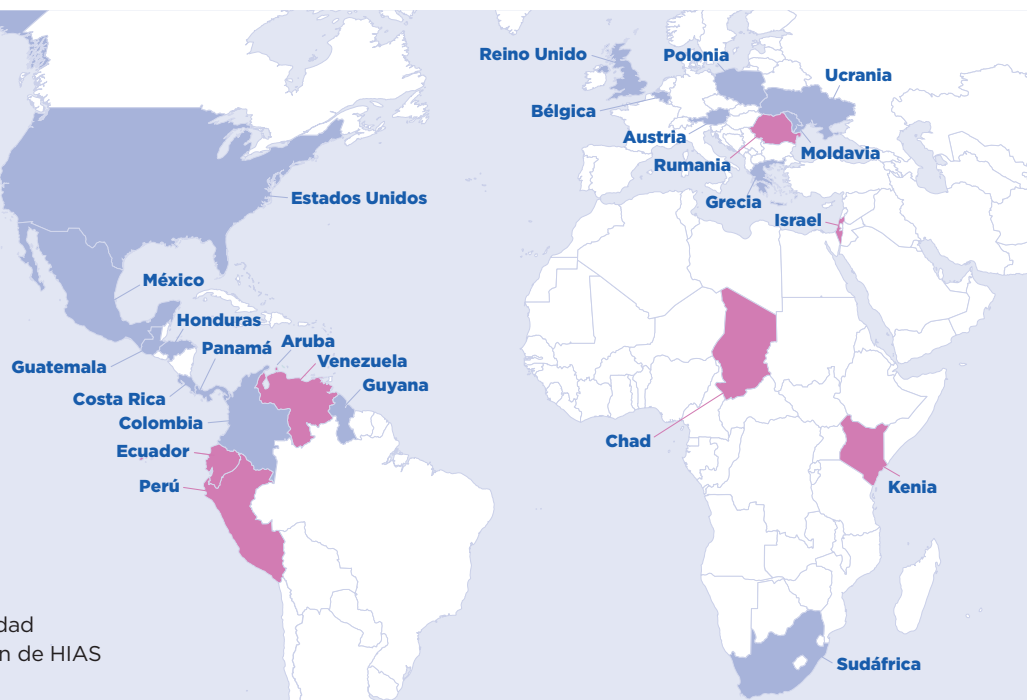 Reino Unido
Polonia
Ucrania
Bélgica
Austria
Moldavia
Rumania
Estados Unidos
Grecia
Israel
México
Honduras
Panamá
Aruba
Venezuela
Guatemala
Guyana
Costa Rica
Colombia
Ecuador
Chad
Perú
Kenia
dad
n de HIAS
Sudáfrica